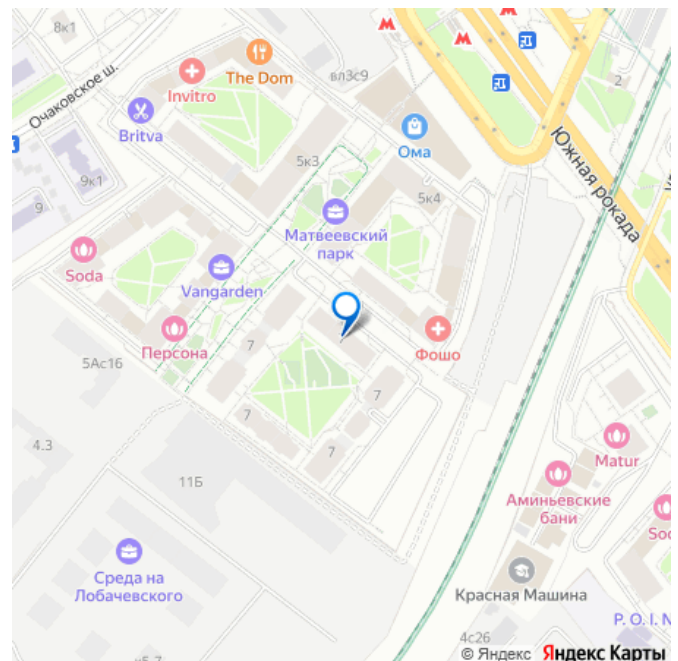 8к1
The Dom
вл3с9
2
Очаковское ш.
Invitro
Britva
Ома
Южная рокада
5к3
9к1
5к4
9
Матвеевский
парк
Soda
Vangarden
Персона
7
Фошо
5Ас16
7
7
7
4.3
Matur
11Б
Аминьевские
бани
Среда на
Лобачевского
Красная Машина
4с26
© Яндекс Яндекс Карты